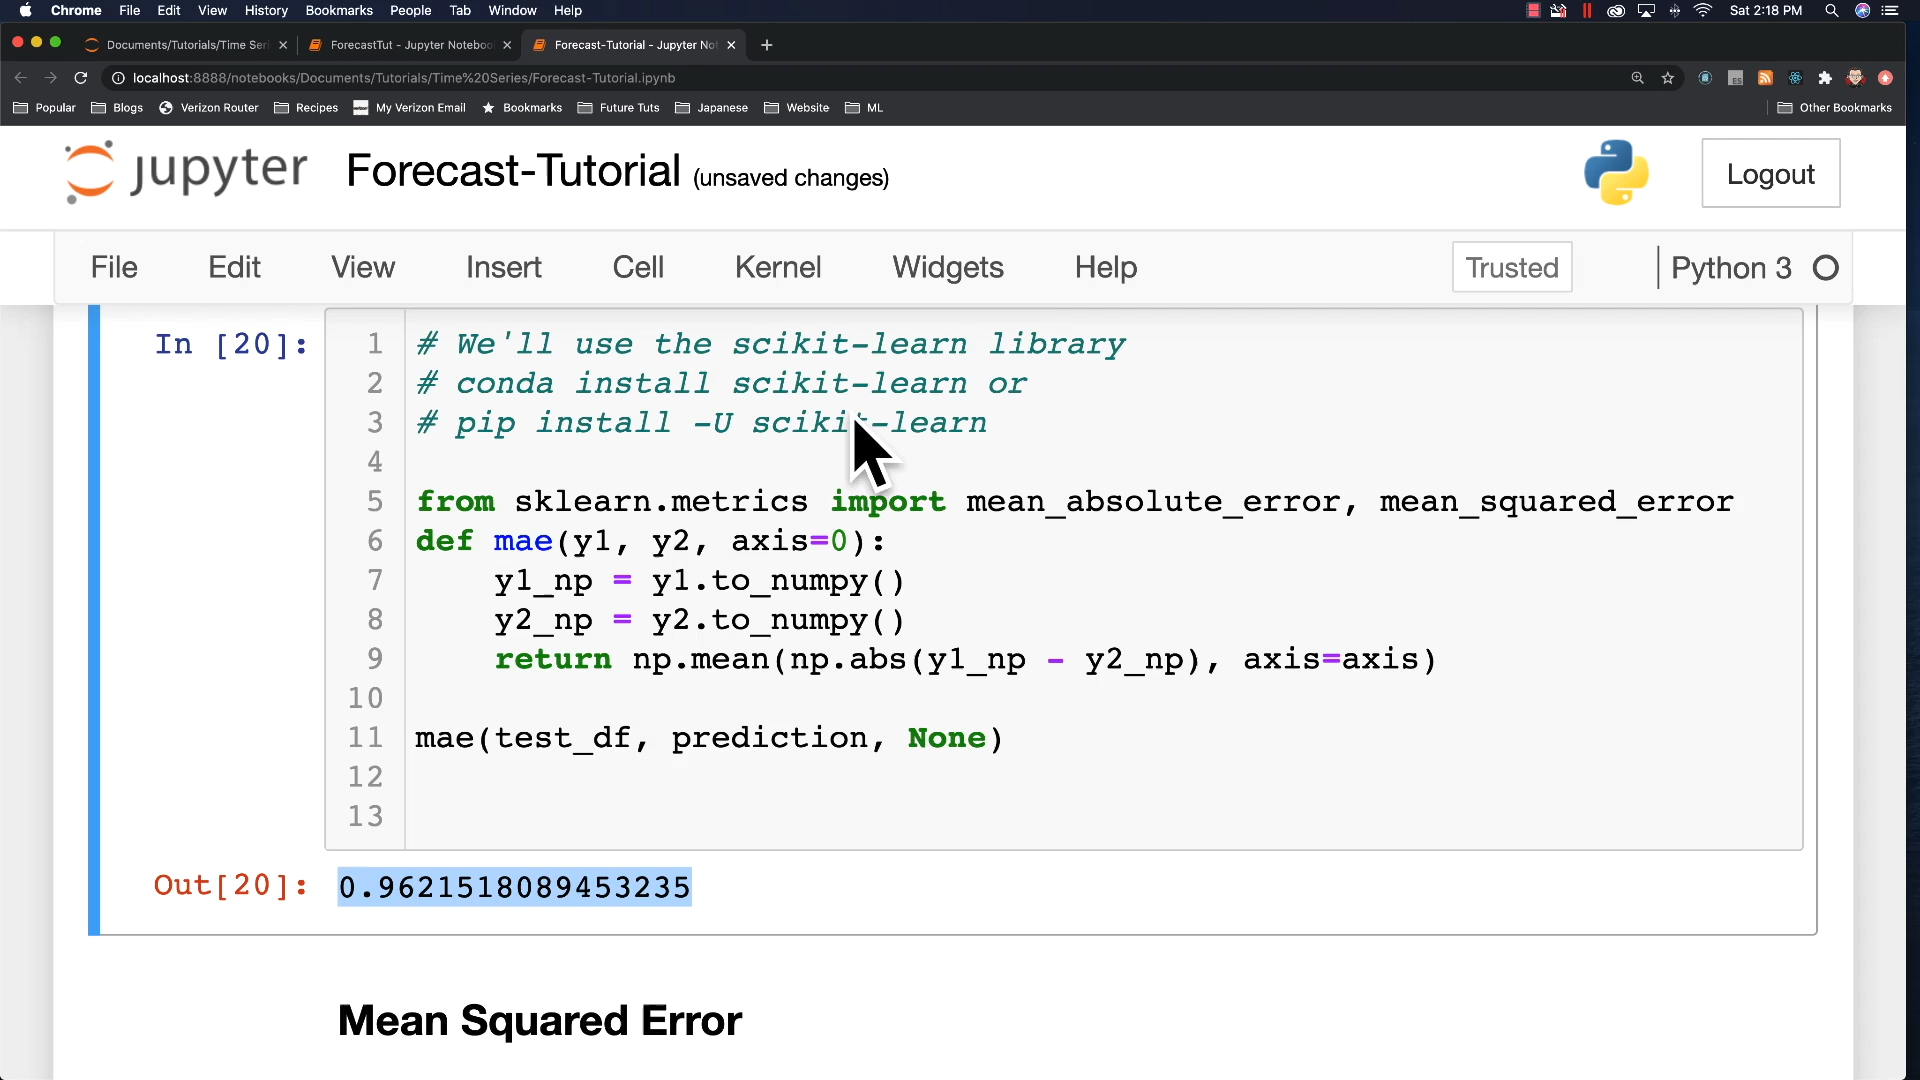 Chrome File Edit View History Bookmarks People Tab Window Help Sat 2:18 PM
Documents/Tutorials/Time Seri ForecastTut - Jupyter Noteboo Forecast-Tutorial - Jupyter Not
localhost:8888/notebooks/Documents/Tutorials/Time%20Series/Forecast-Tutorial.ipynb
Popular Blogs Verizon Router Recipes My Verizon Email Bookmarks Future Tuts Japanese Website ML Other Bookmarks
jupyter Forecast-Tutorial (unsaved changes) Logout
File Edit View Insert Cell Kernel Widgets Help Trusted Python 3
In [20]: 1 # We'll use the scikit-learn library
2 # conda install scikit-learn or
3 # pip install -U scikit-learn
4
5 from sklearn.metrics import mean_absolute_error, mean_squared_error
6 def mae(y1, y2, axis=0):
7 y1_np = y1.to_numpy()
8 y2_np = y2.to_numpy()
9 return np.mean(np.abs(y1_np - y2_np), axis=axis)
10
11 mae(test_df, prediction, None)
12
13
Out[20]: 0.9621518089453235
Mean Squared Error